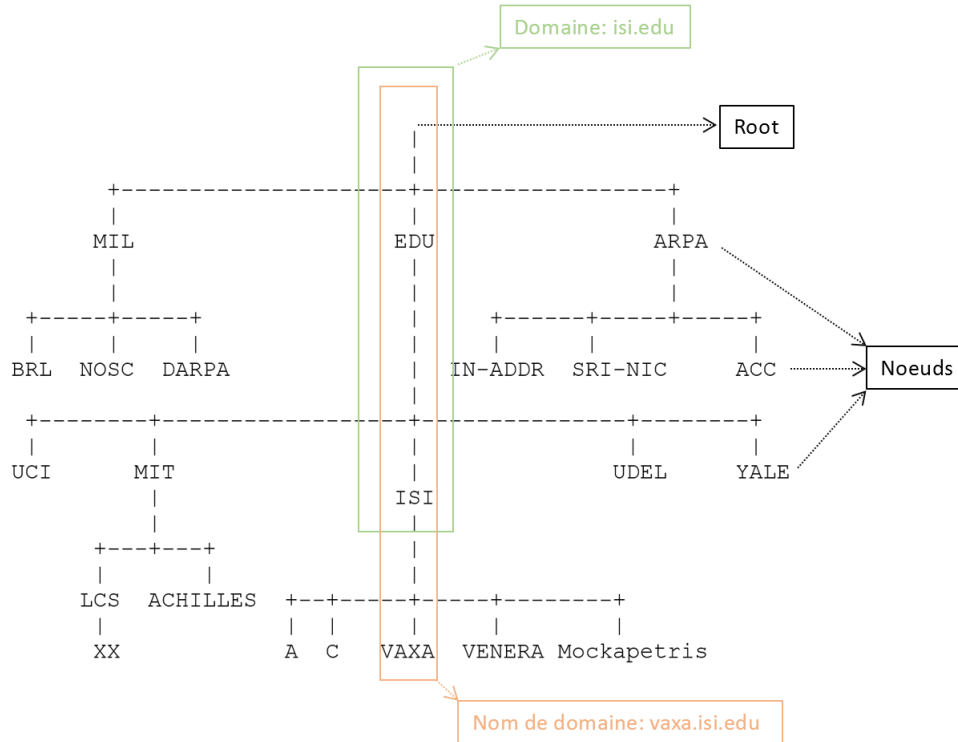 Domaine: isi.edu
Root
MIL EDU ARPA
BRL NOSC DARPA IN-ADDR SRI-NIC ACC
Noeuds
UCI MIT UDEL YALE
ISI
LCS ACHILLES
XX A C VAXA VENERA Mockapetris
Nom de domaine: vaxa.isi.edu